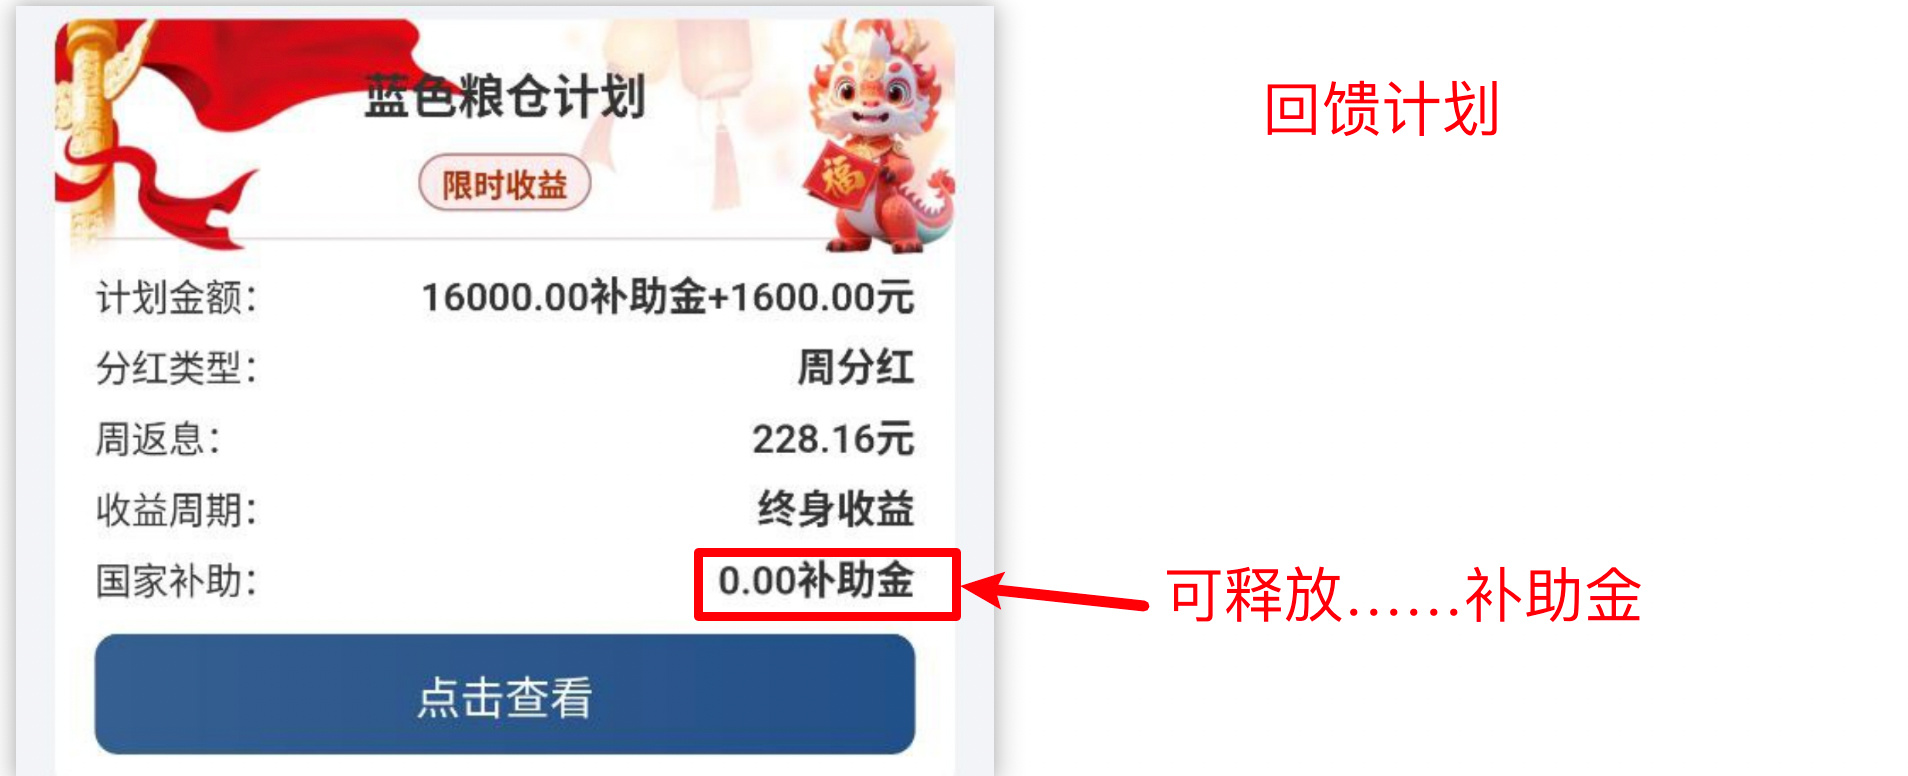 蓝色粮仓计划
限时收益
福
计划金额：
16000.00补助金+1600.00元
分红类型：
周分红
周返息：
228.16元
收益周期：
终身收益
国家补助：
0.00补助金
点击查看
回馈计划
可释放……补助金